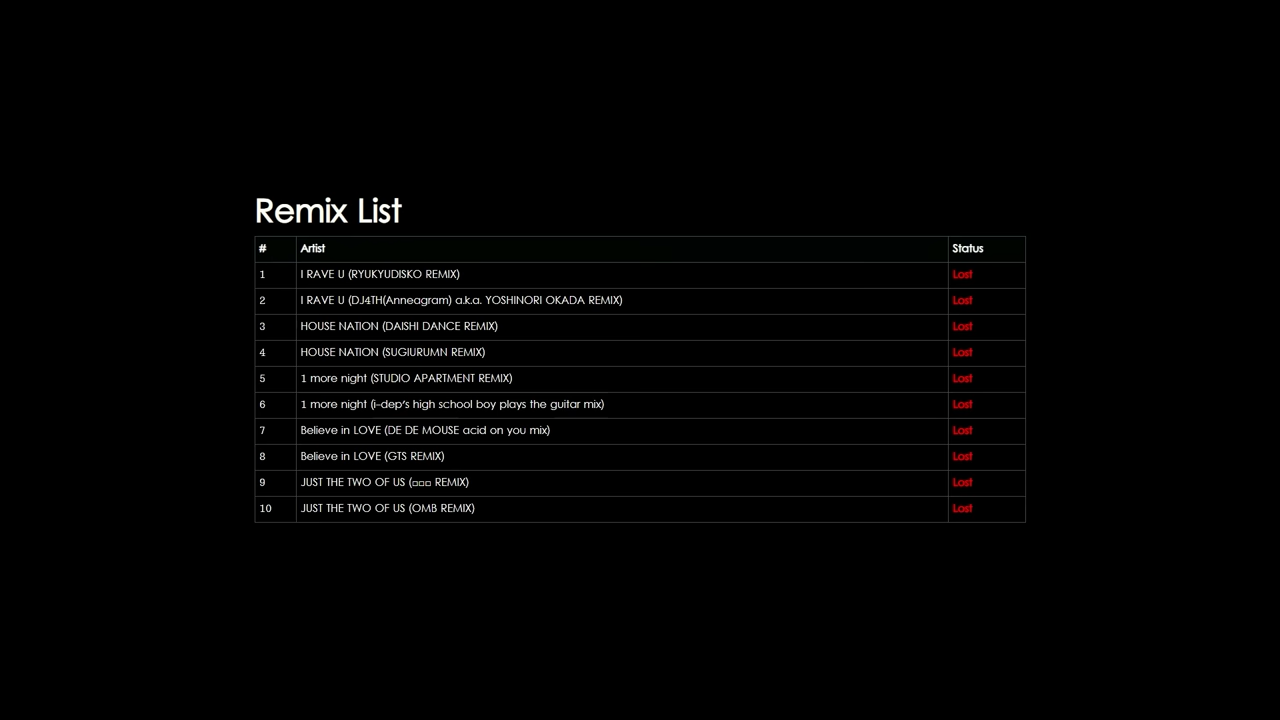 Remix List
# Artist Status
1 I RAVE U (RYUKYUDISKO REMIX) Lost
2 I RAVE U (DJ4TH(Anneagram) a.k.a. YOSHINORI OKADA REMIX) Lost
3 HOUSE NATION (DAISHI DANCE REMIX) Lost
4 HOUSE NATION (SUGIURUMN REMIX) Lost
5 1 more night (STUDIO APARTMENT REMIX) Lost
6 1 more night (i-dep's high school boy plays the guitar mix) Lost
7 Believe in LOVE (DE DE MOUSE acid on you mix) Lost
8 Believe in LOVE (GTS REMIX) Lost
9 JUST THE TWO OF US (□□□ REMIX) Lost
10 JUST THE TWO OF US (OMB REMIX) Lost